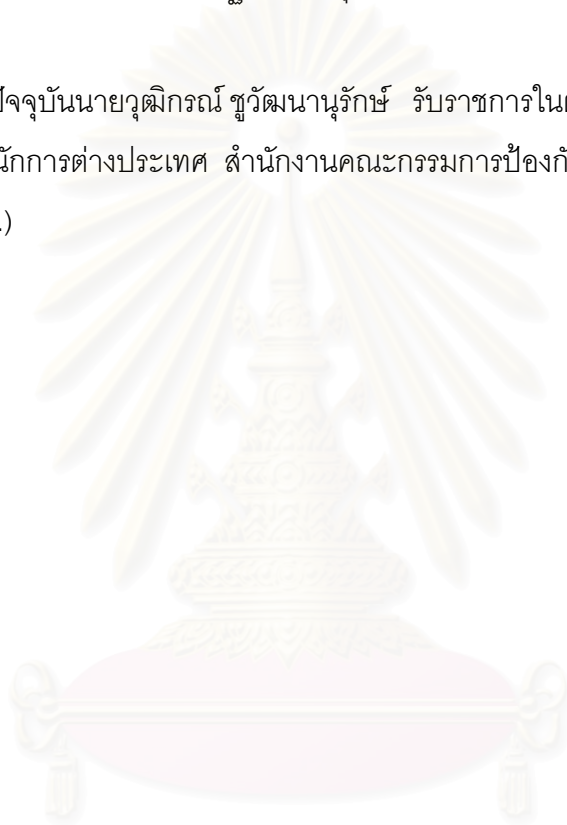 ปัจจุบันนายวุฒิกรณ์ ชูวัฒนานุรักษ์ รับราชการใน
นักการต่างประเทศ สำนักงานคณะกรรมการป้องกั
.)